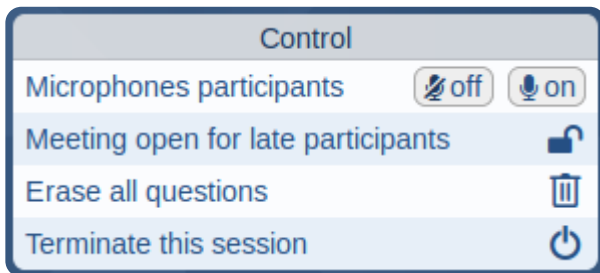 Control
Microphones participants off on
Meeting open for late participants
Erase all questions
Terminate this session